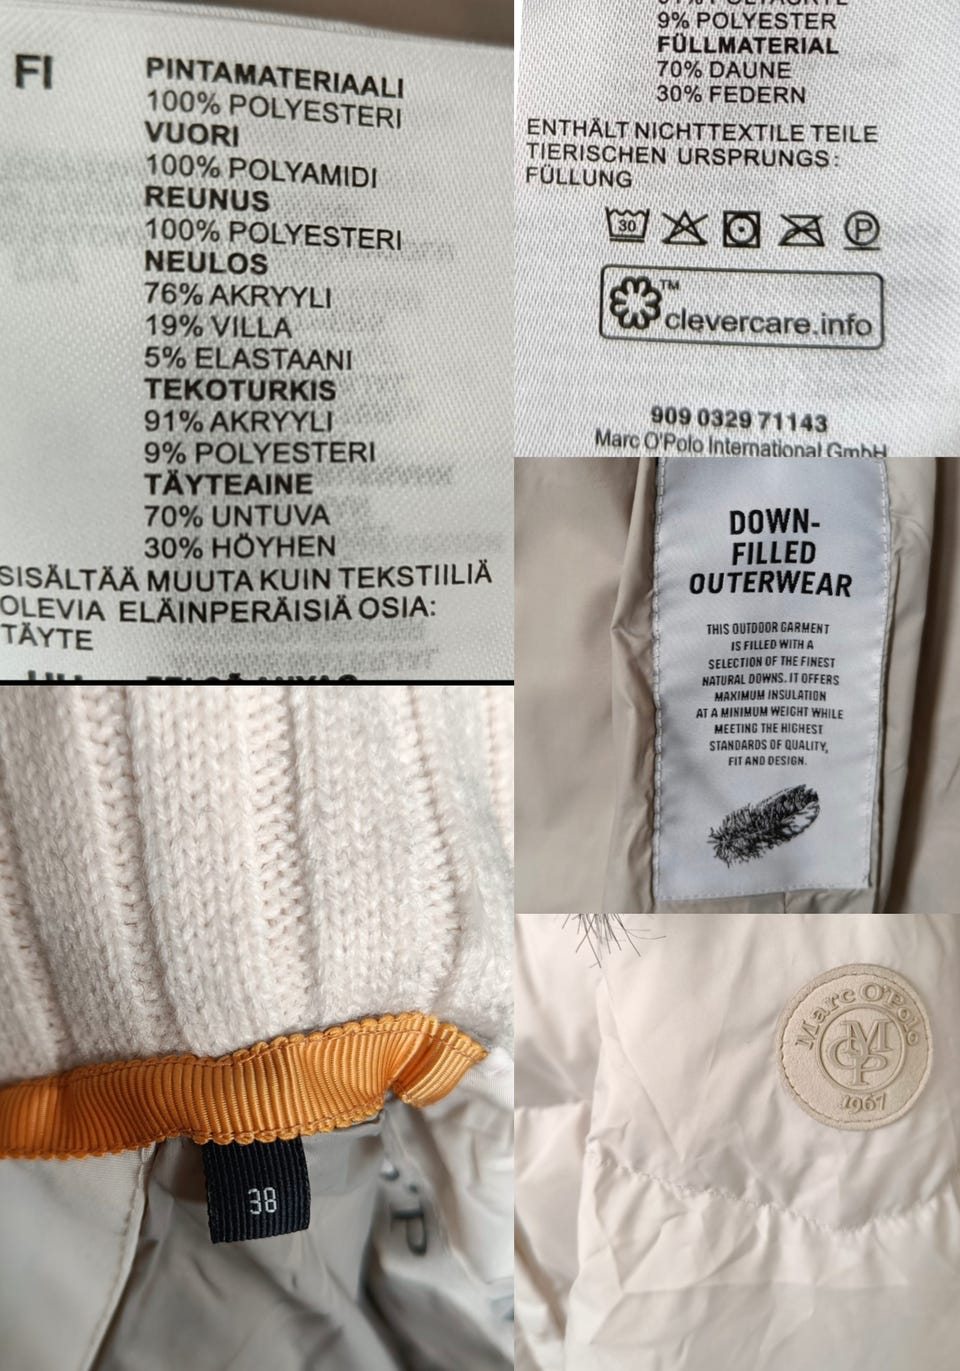 FI
PINTAMATERIAALI
100% POLYESTERI
VUORI
100% POLYAMIDI
REUNUS
100% POLYESTERI
NEULOS
76% AKRYYLI
19% VILLA
5% ELASTAANI
TEKOTURKIS
91% AKRYYLI
9% POLYESTERI
TÄYTEAINE
70% UNTUVA
30% HÖYHEN
SISÄLTÄÄ MUUTA KUIN TEKSTIILIÄ
OLEVIA ELÄINPERÄISIÄ OSIA:
TÄYTE
9% POLYESTER
FÜLLMATERIAL
70% DAUNE
30% FEDERN
ENTHÄLT NICHTTEXTILE TEILE
TIERISCHEN URSPRUNGS:
FÜLLUNG
30 P
TM
clevercare.info
909 0329 71143
Marc O'Polo International GmbH
DOWN-
FILLED
OUTERWEAR
THIS OUTDOOR GARMENT
IS FILLED WITH A
SELECTION OF THE FINEST
NATURAL DOWNS. IT OFFERS
MAXIMUM INSULATION
AT A MINIMUM WEIGHT WHILE
MEETING THE HIGHEST
STANDARDS OF QUALITY,
FIT AND DESIGN.
38
Marc O'Polo
MOP
1967